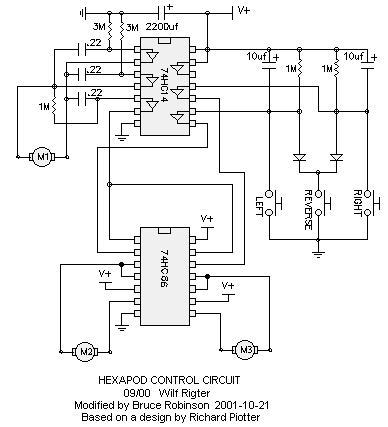 +
220Duf
V+
.22
3M
3M
.22
.22
1M
74HC14
10uf
+
1M
1M
10uf
+
M1
LEFT
REVERSE
RIGHT
V+
V+
74HC86
V+
M2
M3
HEXAPOD CONTROL CIRCUIT
09/00 Wilf Rigter
Modified by Bruce Robinson 2001-10-21
Based on a design by Richard Piotter